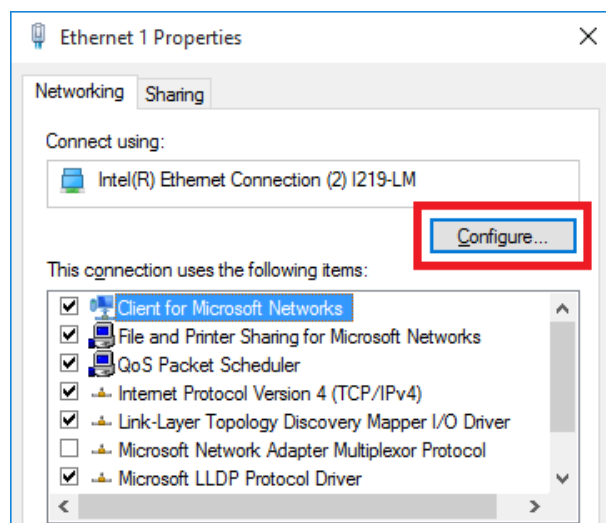 Ethernet 1 Properties
Networking
Sharing
Connect using:
Intel(R) Ethernet Connection (2) I219-LM
Configure...
This connection uses the following items:
Client for Microsoft Networks
File and Printer Sharing for Microsoft Networks
QoS Packet Scheduler
Internet Protocol Version 4 (TCP/IPv4)
Link-Layer Topology Discovery Mapper I/O Driver
Microsoft Network Adapter Multiplexor Protocol
Microsoft LLDP Protocol Driver